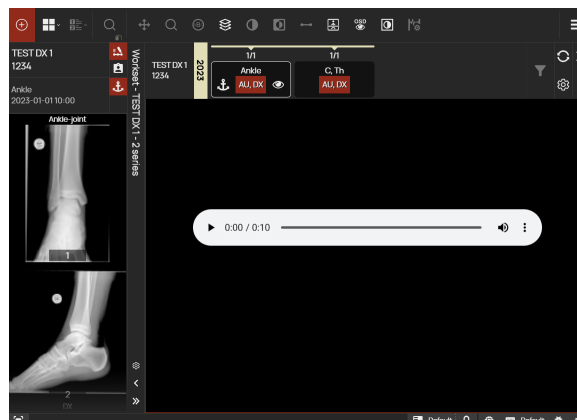 OSD
TEST DX 1
1234
Ankle
2023-01-01 10:00
Ankle-joint
1
2
Workset - TEST DX 1 - 2 series
TEST DX 1
1234
2023
1/1
Ankle
AU, DX
1/1
C, Th
AU, DX
0:00 / 0:10
Default
Default